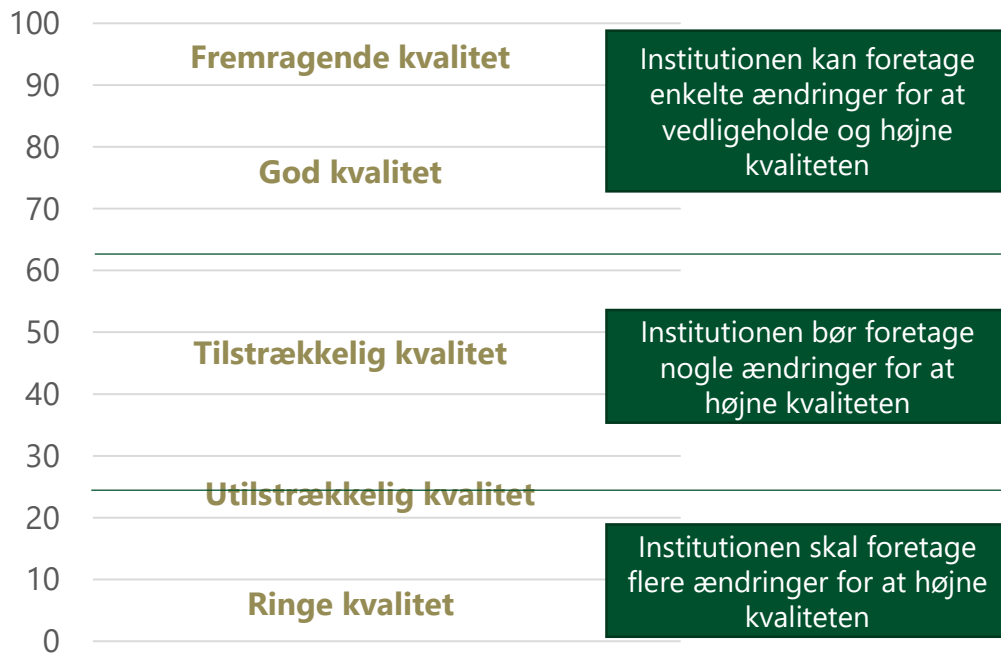 100
Fremragende kvalitet
90
80
God kvalitet
70
60
50
Tilstrækkelig kvalitet
40
30
Utilstrækkelig kvalitet
20
10
Ringe kvalitet
0
Institutionen kan foretage
enkelte ændringer for at
vedligeholde og højne
kvaliteten
Institutionen bør foretage
nogle ændringer for at
højne kvaliteten
Institutionen skal foretage
flere ændringer for at højne
kvaliteten